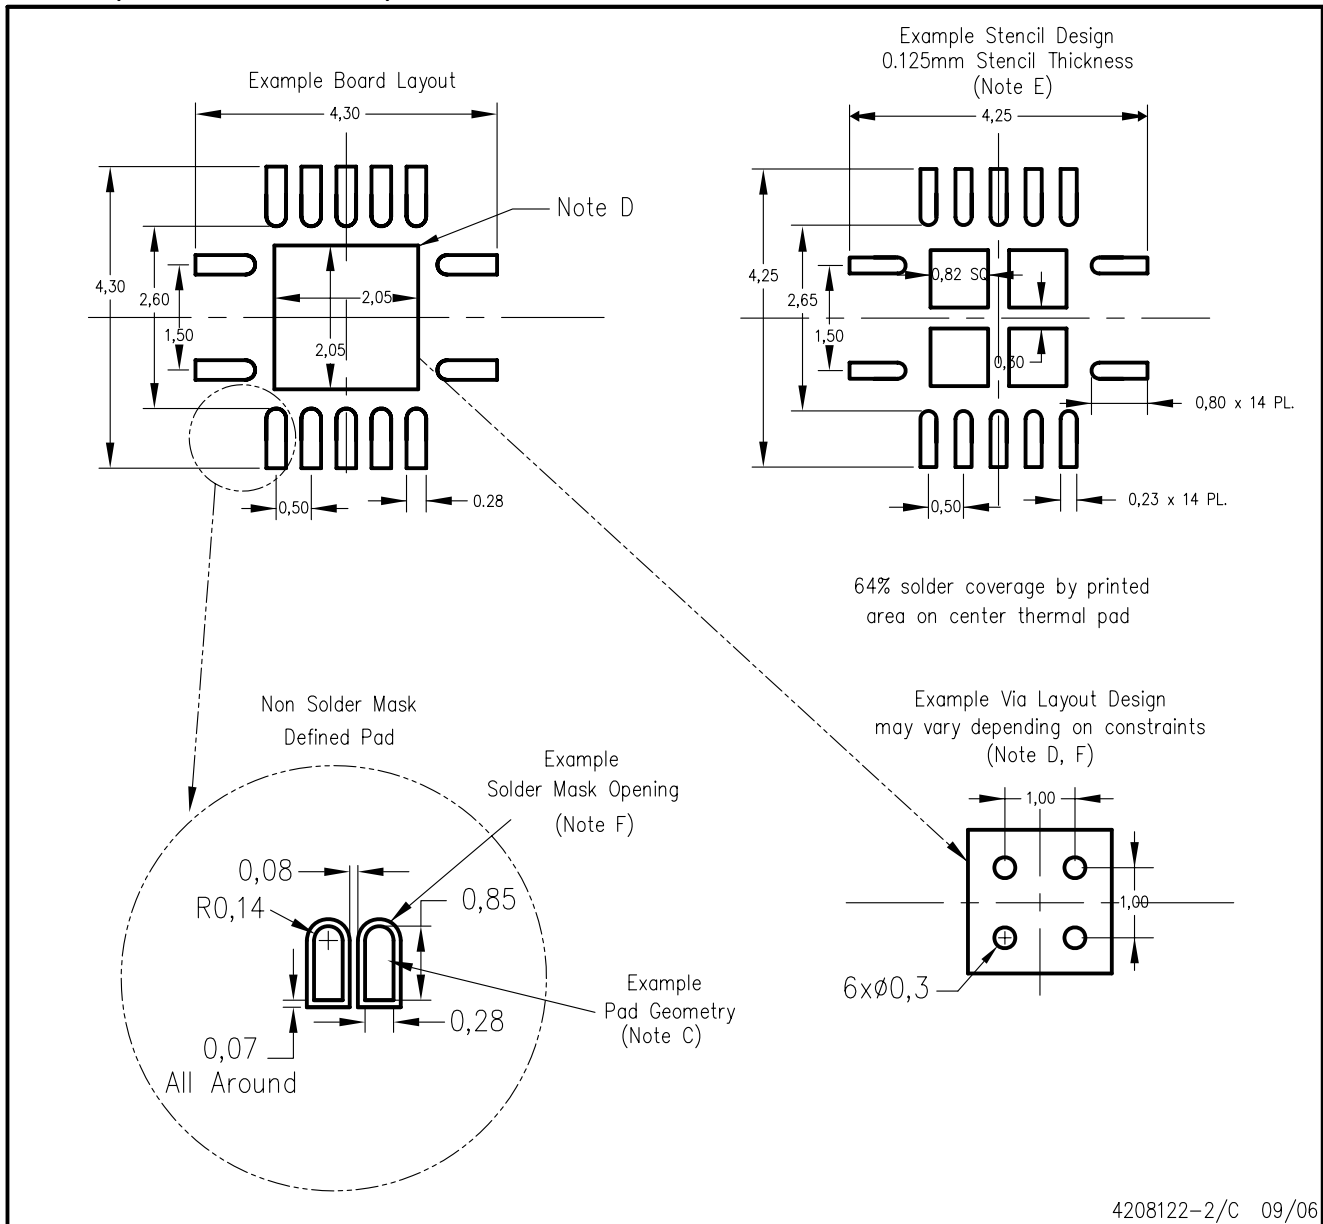 Example Board Layout
4,30
Note D
4,30
2,60
1,50
2,05
2,05
0,50
0.28
Example Stencil Design
0.125mm Stencil Thickness
(Note E)
4,25
4,25
2,65
1,50
0,82 SQ
0,30
0,80 x 14 PL.
0,50
0,23 x 14 PL.
64% solder coverage by printed
area on center thermal pad
Non Solder Mask
Defined Pad
Example
Solder Mask Opening
(Note F)
0,08
R0,14
0,85
0,28
0,07
All Around
Example
Pad Geometry
(Note C)
Example Via Layout Design
may vary depending on constraints
(Note D, F)
1,00
1,00
6xø0,3
4208122-2/C 09/06